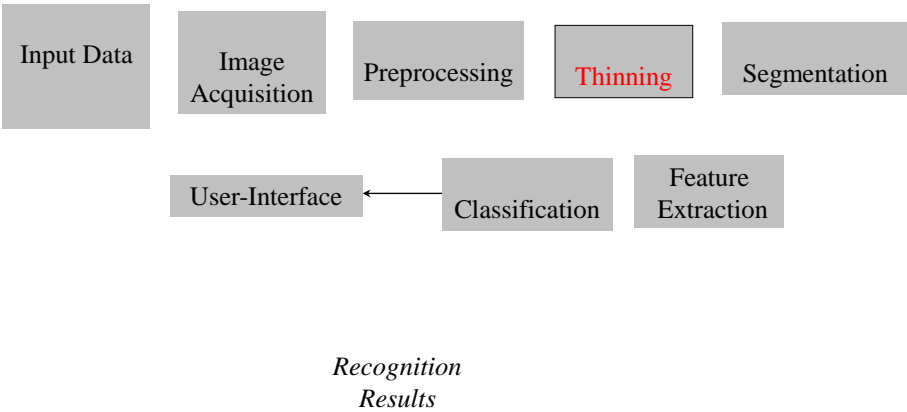 Input Data
Image
Acquisition
Preprocessing
Thinning
Segmentation
User-Interface
Classification
Feature
Extraction
Recognition
Results